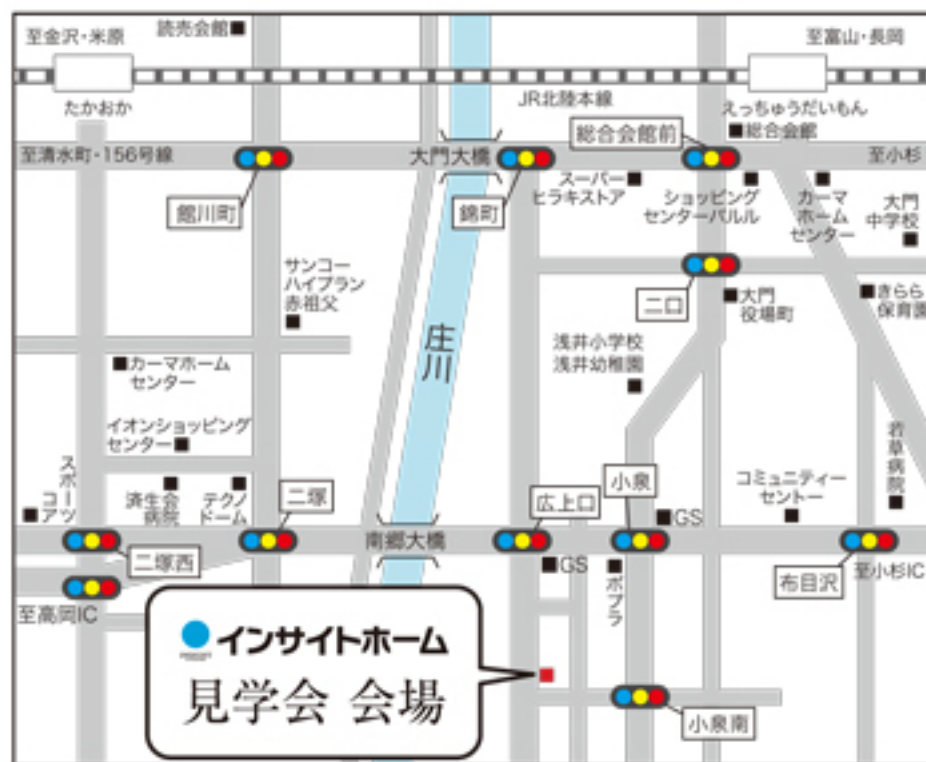 至金沢・米原
読売会館
至富山・長岡
たかおか
JR北陸本線
えっちゅうだいもん
総合会館前
総合会館
至清水町・156号線
大門大橋
至小杉
館川町
錦町
スーパー
ヒラキストア
ショッピング
センターパルル
カーマ
ホーム
センター
大門
中学校
サンコー
ハイプラン
赤祖父
二口
大門
役場町
きらら
保育園
庄川
浅井小学校
浅井幼稚園
カーマホーム
センター
イオンショッピング
センター
スポーツ
コア
済生会
病院
テクノ
ドーム
二塚
広上口
小泉
GS
コミュニティー
セントー
若草病院
二塚西
南郷大橋
GS
ポプラ
布目沢
至小杉IC
至高岡IC
インサイトホーム
見学会 会場
小泉南